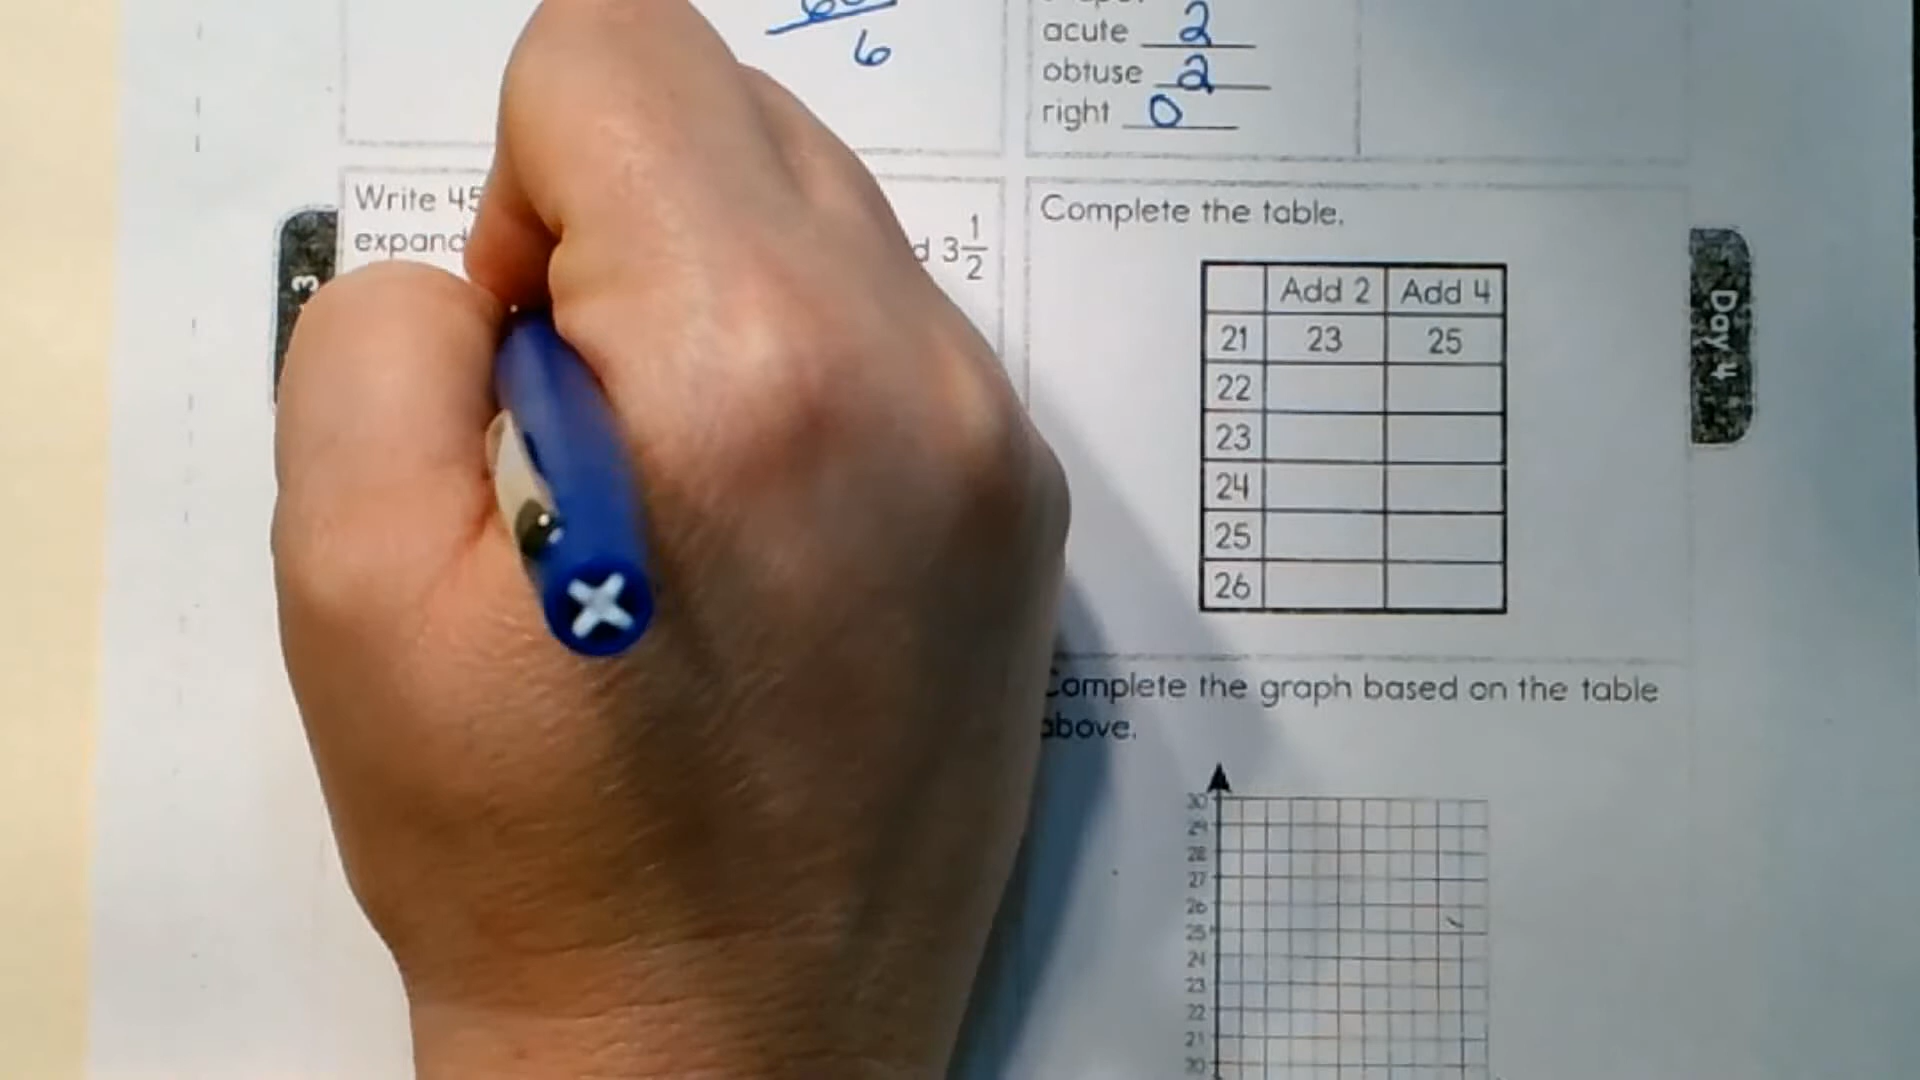 6
acute 2
obtuse 2
right 0
Write 45
expand
3 1/2
3
Complete the table.
Add 2 Add 4
21 23 25
22
23
24
25
26
Day 4
Complete the graph based on the table
above.
30
29
28
27
26
25
24
23
22
21
20